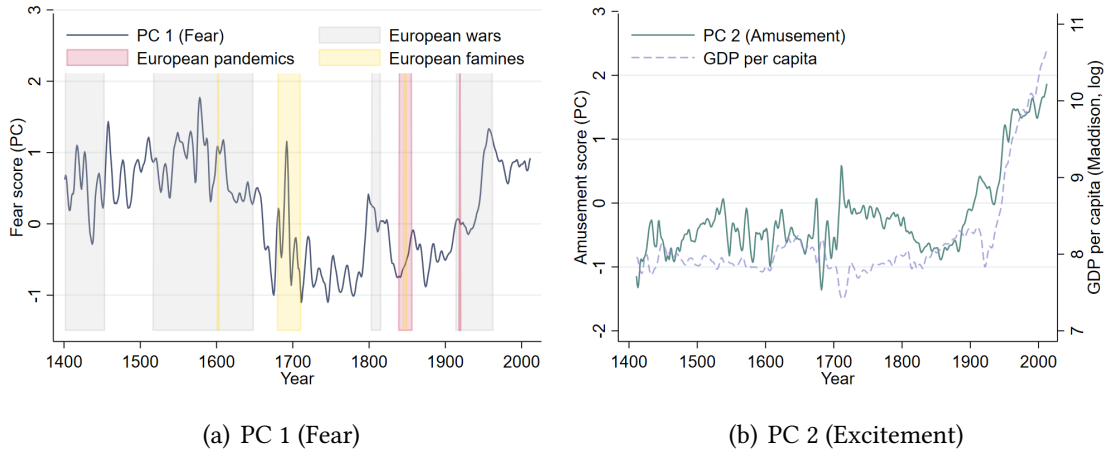 PC 1 (Fear)
European wars
European pandemics
European famines
Fear score (PC)
3
2
1
0
-1
1400 1500 1600 1700 1800 1900 2000
Year
(a) PC 1 (Fear)
PC 2 (Amusement)
GDP per capita
Amusement score (PC)
3
2
1
0
-1
-2
11
10
9
8
7
GDP per capita (Madison, log)
1400 1500 1600 1700 1800 1900 2000
Year
(b) PC 2 (Excitement)